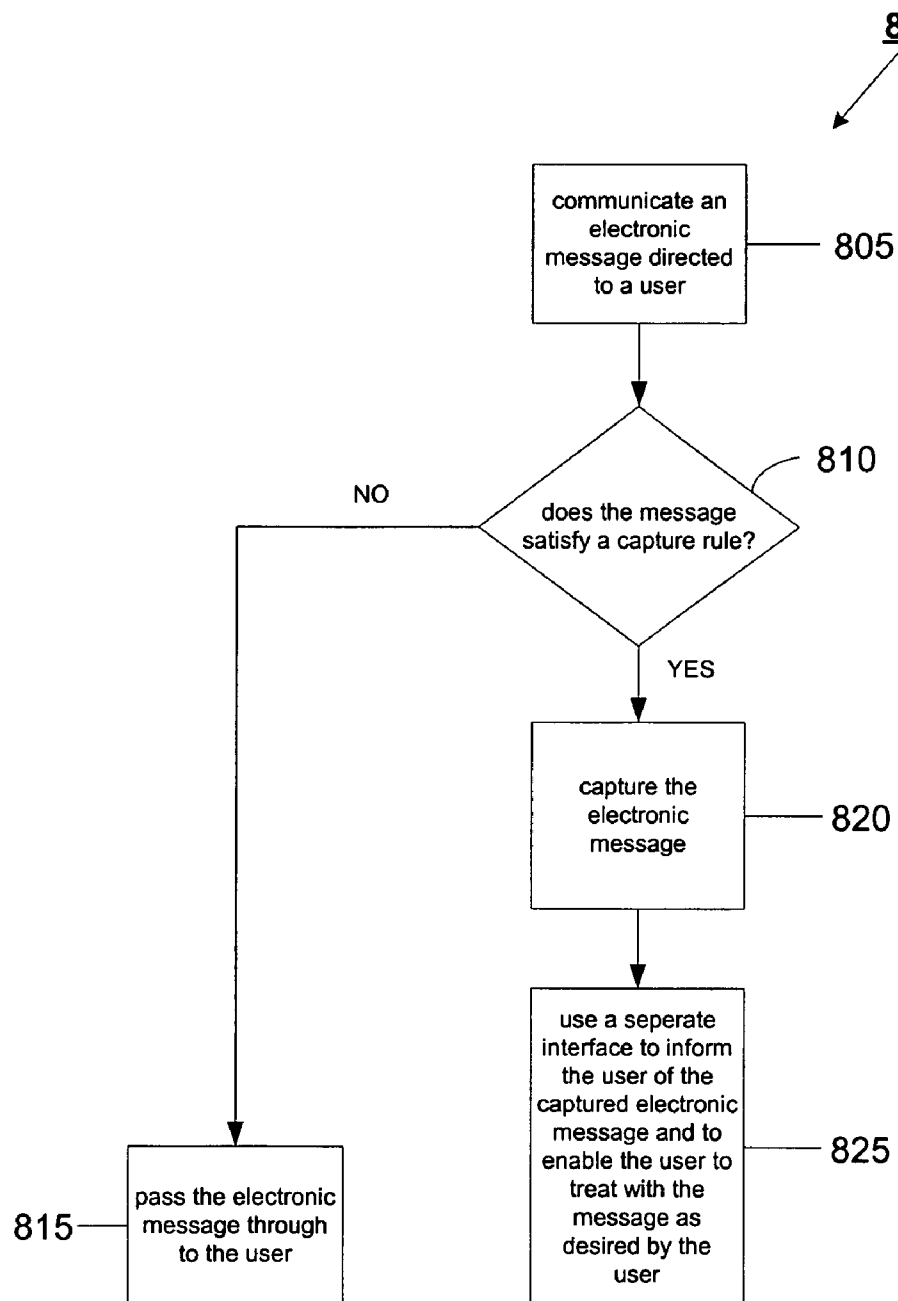 8
communicate an
electronic
message directed
to a user
805
810
NO
does the message
satisfy a capture rule?
YES
capture the
electronic
message
820
use a seperate
interface to inform
the user of the
captured electronic
message and to
enable the user to
treat with the
message as
desired by the
user
825
815
pass the electronic
message through
to the user